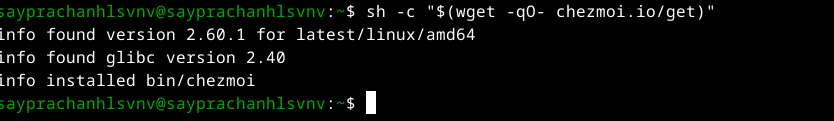 sayprachanhlsvnv@sayprachanhlsvnv:~$ sh -c "$(wget -qO- chezmoi.io/get)"
info found version 2.60.1 for latest/linux/amd64
info found glibc version 2.40
info installed bin/chezmoi
sayprachanhlsvnv@sayprachanhlsvnv:~$